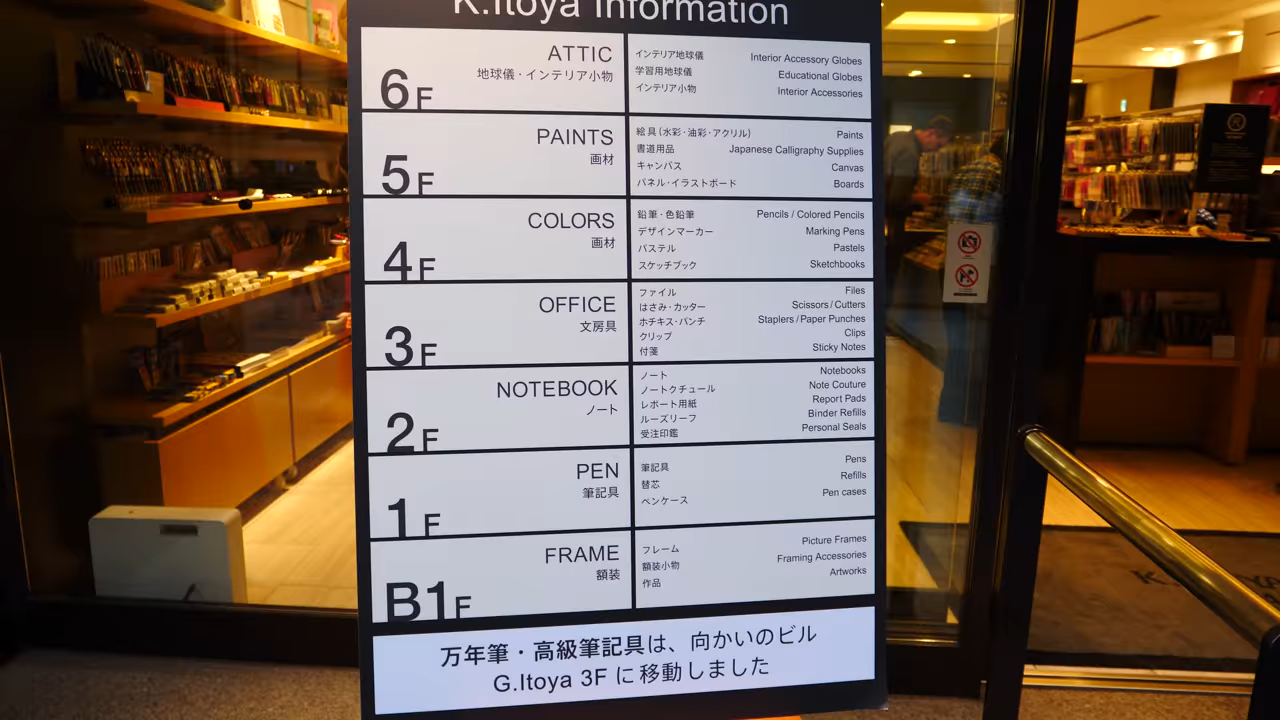 K.Itoya Information
6F
ATTIC
地球儀・インテリア小物
インテリア地球儀 Interior Accessory Globes
学習用地球儀 Educational Globes
インテリア小物 Interior Accessories
5F
PAINTS
画材
絵具(水彩・油彩・アクリル) Paints
書道用品 Japanese Calligraphy Supplies
キャンバス Canvas
パネル・イラストボード Boards
4F
COLORS
画材
鉛筆・色鉛筆 Pencils / Colored Pencils
デザインマーカー Marking Pens
パステル Pastels
スケッチブック Sketchbooks
3F
OFFICE
文房具
ファイル Files
はさみ・カッター Scissors / Cutters
ホチキス・パンチ Staplers / Paper Punches
クリップ Clips
付箋 Sticky Notes
2F
NOTEBOOK
ノート
ノート Notebooks
ノートクチュール Note Couture
レポート用紙 Report Pads
ルーズリーフ Binder Refills
受注印鑑 Personal Seals
1F
PEN
筆記具
筆記具 Pens
替芯 Refills
ペンケース Pen cases
B1F
FRAME
額装
フレーム Picture Frames
額装小物 Framing Accessories
作品 Artworks
万年筆・高級筆記具は、向かいのビル
G.Itoya 3F に移動しました